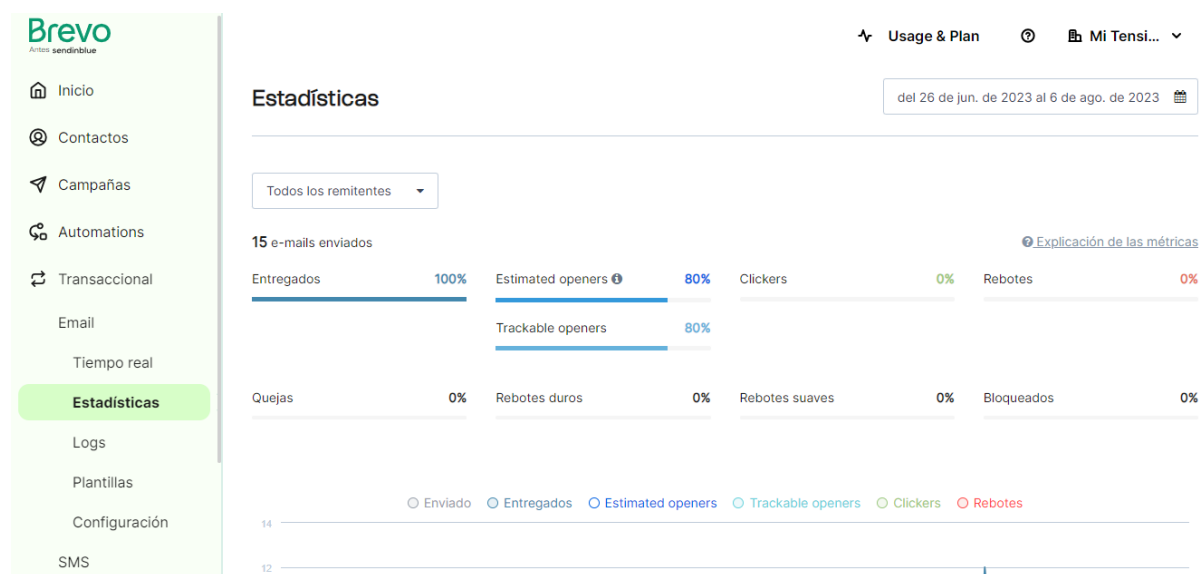 Brevo
Antes sendinblue
Usage & Plan
Mi Tensi...
Inicio
Contactos
Campañas
Automations
Transaccional
Email
Tiempo real
Estadísticas
Logs
Plantillas
Configuración
SMS
Estadísticas
del 26 de jun. de 2023 al 6 de ago. de 2023
Todos los remitentes
15 e-mails enviados
Explicación de las métricas
Entregados 100%
Estimated openers 80%
Clickers 0%
Rebotes 0%
Trackable openers 80%
Quejas 0%
Rebotes duros 0%
Rebotes suaves 0%
Bloqueados 0%
Enviado Entregados Estimated openers Trackable openers Clickers Rebotes
14
12